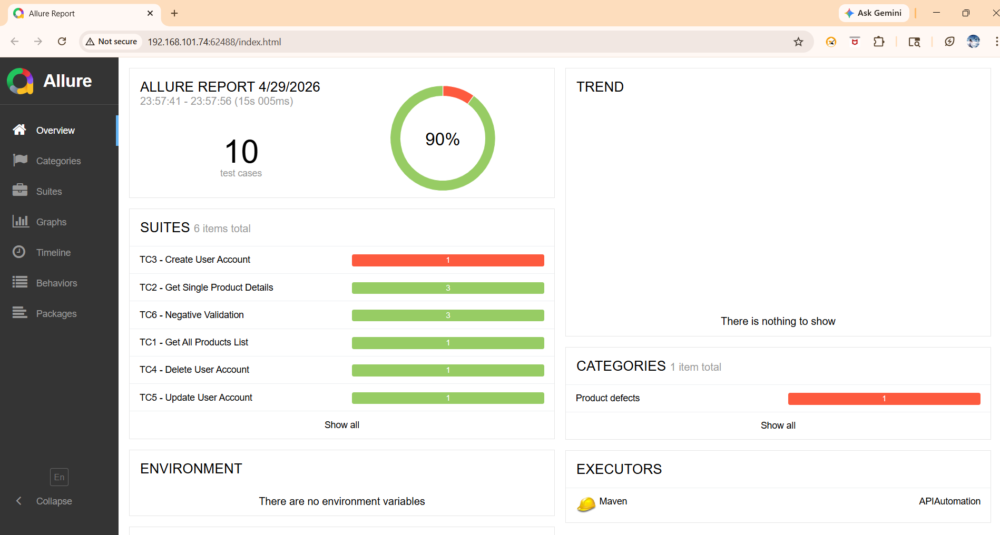 Allure Report
Ask Gemini
Not secure
192.168.101.74:62488/index.html
Allure
Overview
Categories
Suites
Graphs
Timeline
Behaviors
Packages
En
Collapse
ALLURE REPORT 4/29/2026
23:57:41 - 23:57:56 (15s 005ms)
10
test cases
90%
SUITES 6 items total
TC3 - Create User Account 1
TC2 - Get Single Product Details 3
TC6 - Negative Validation 3
TC1 - Get All Products List 1
TC4 - Delete User Account 1
TC5 - Update User Account 1
Show all
ENVIRONMENT
There are no environment variables
TREND
There is nothing to show
CATEGORIES 1 item total
Product defects 1
Show all
EXECUTORS
Maven APIAutomation